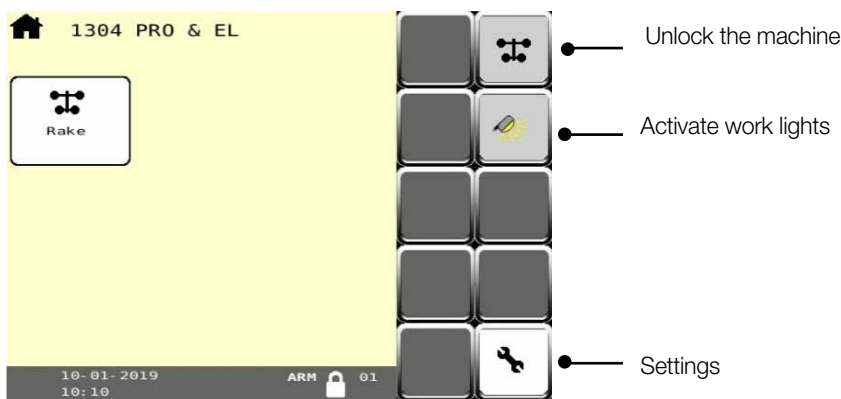 1304 PRO & EL
Unlock the machine
Rake
Activate work lights
10-01-2019
10:10
ARM
01
Settings